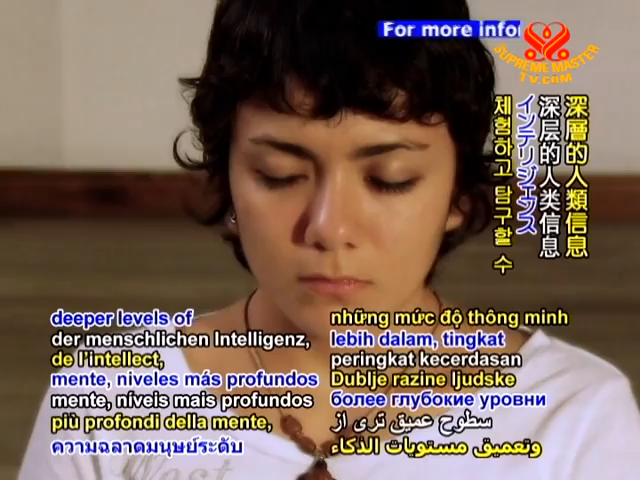 For more infor
SUPREME MASTER
TV.COM
深層的人類信息
深层的人类信息
インテリジェンス
체험하고 탐구할 수
deeper levels of
der menschlichen Intelligenz,
de l'intellect,
mente, niveles más profundos
mente, níveis mais profundos
più profondi della mente,
ความฉลาดมนุษย์ระดับ
những mức độ thông minh
lebih dalam, tingkat
peringkat kecerdasan
Dublje razine ljudske
более глубокие уровни
سطوح عمیق تری از
وتعميق مستويات الذكاء
West